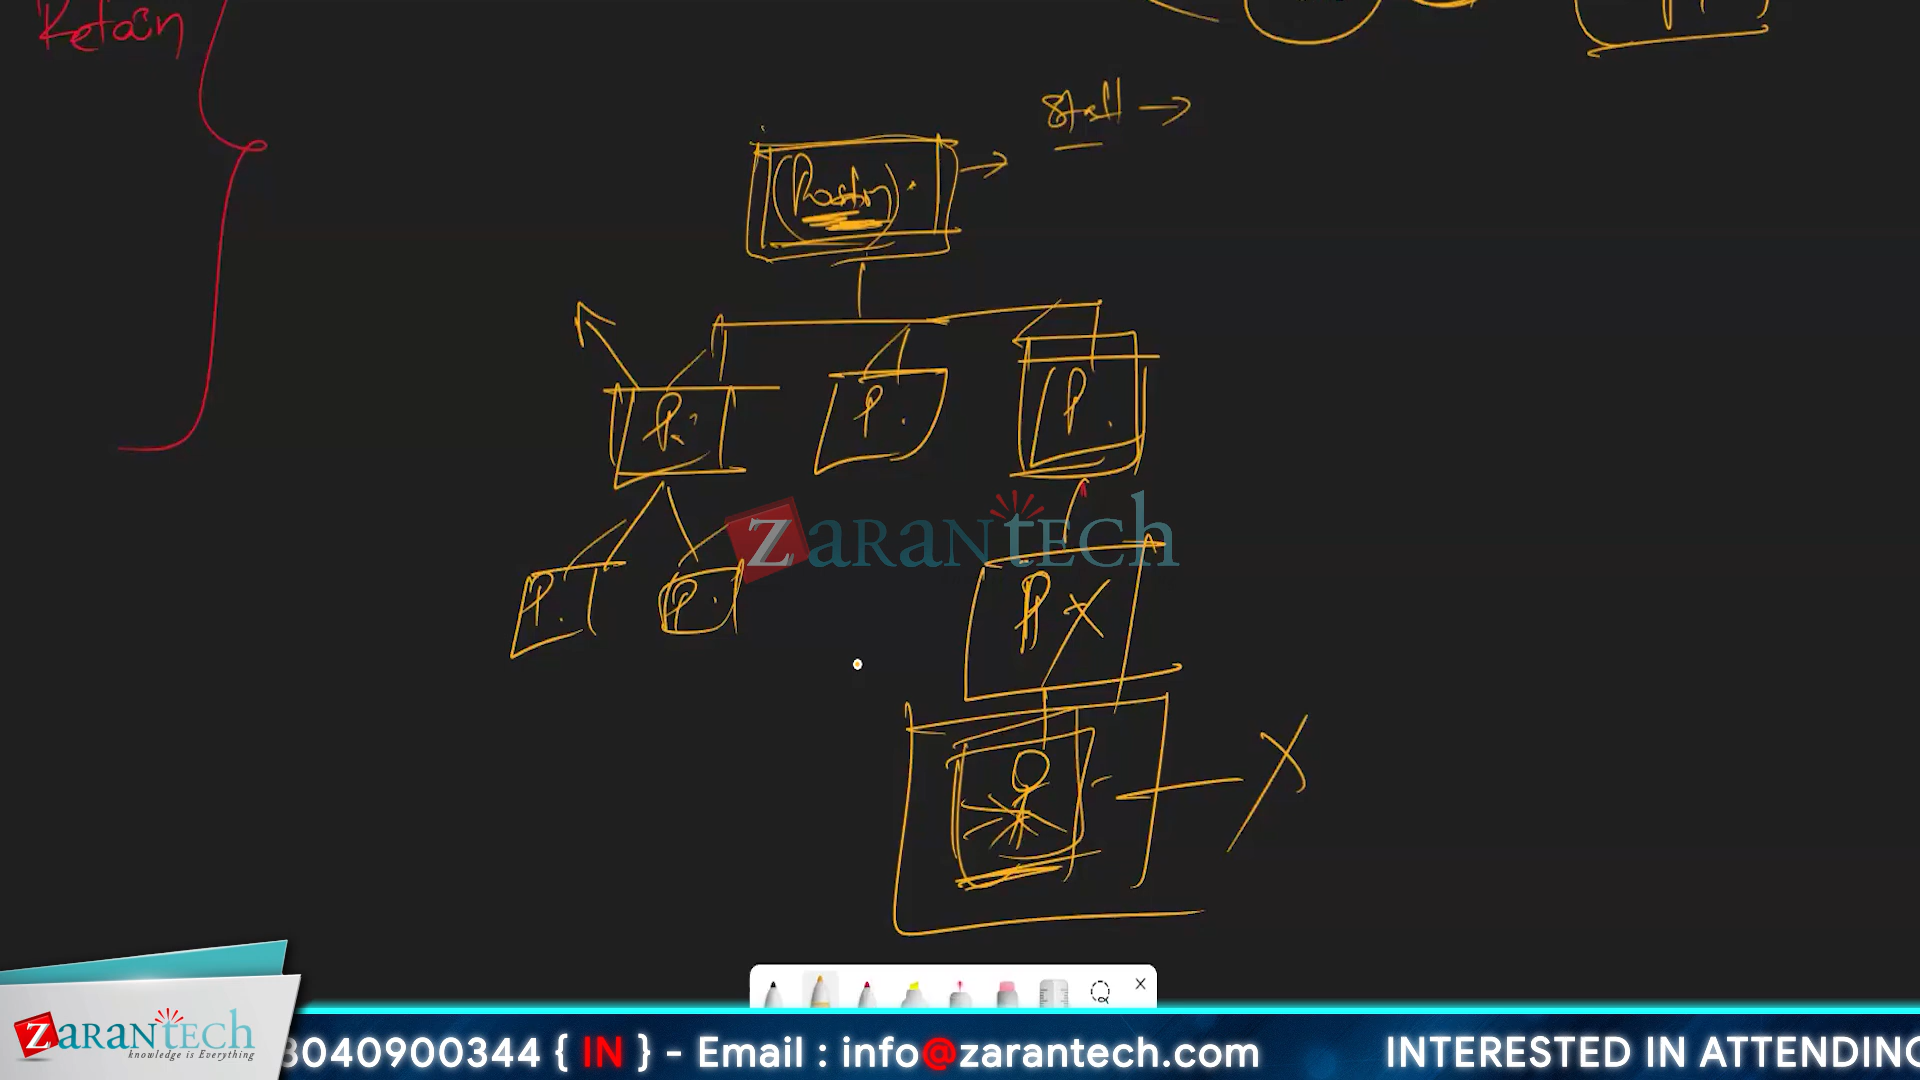 Retain
Staff →
(Position).
P.
P.
P.
P.
P.
P X
X
ZARANTECH
ZARANTECH
knowledge is Everything
8040900344 { IN } - Email : info@zarantech.com
INTERESTED IN ATTENDING